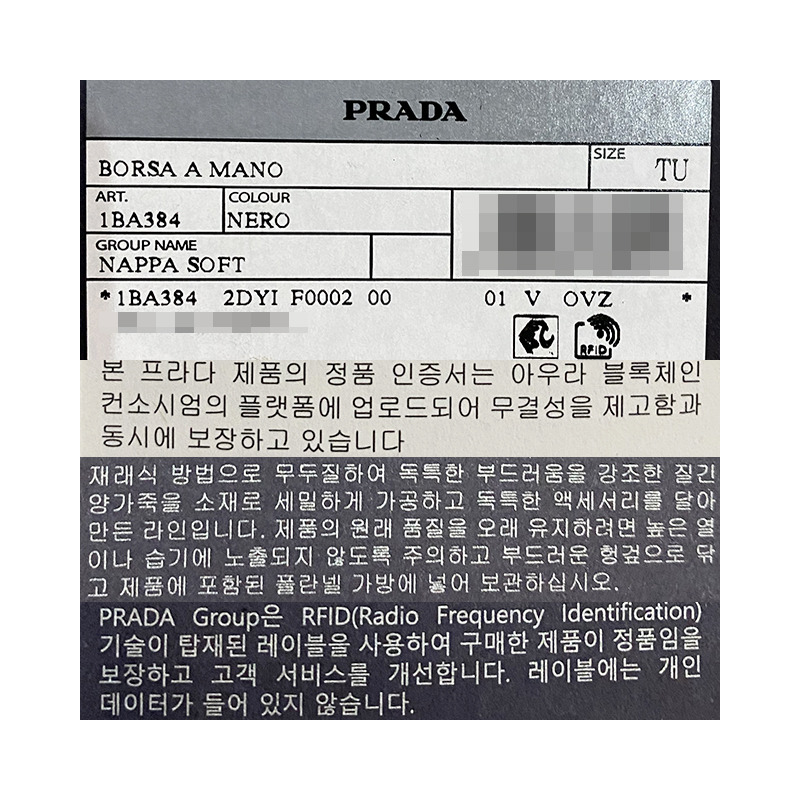 PRADA
BORSA A MANO
SIZE
TU
ART.
1BA384
COLOUR
NERO
GROUP NAME
NAPPA SOFT
*1BA384 2DYI F0002 00 01 V OVZ *
RFID
본 프라다 제품의 정품 인증서는 아우라 블록체인
컨소시엄의 플랫폼에 업로드되어 무결성을 제고함과
동시에 보장하고 있습니다
재래식 방법으로 무두질하여 독특한 부드러움을 강조한 질긴
양가죽을 소재로 세밀하게 가공하고 독특한 액세서리를 달아
만든 라인입니다. 제품의 원래 품질을 오래 유지하려면 높은 열
이나 습기에 노출되지 않도록 주의하고 부드러운 헝겊으로 닦
고 제품에 포함된 플란넬 가방에 넣어 보관하십시오.
PRADA Group은 RFID(Radio Frequency Identification)
기술이 탑재된 레이블을 사용하여 구매한 제품이 정품임을
보장하고 고객 서비스를 개선합니다. 레이블에는 개인
데이터가 들어 있지 않습니다.